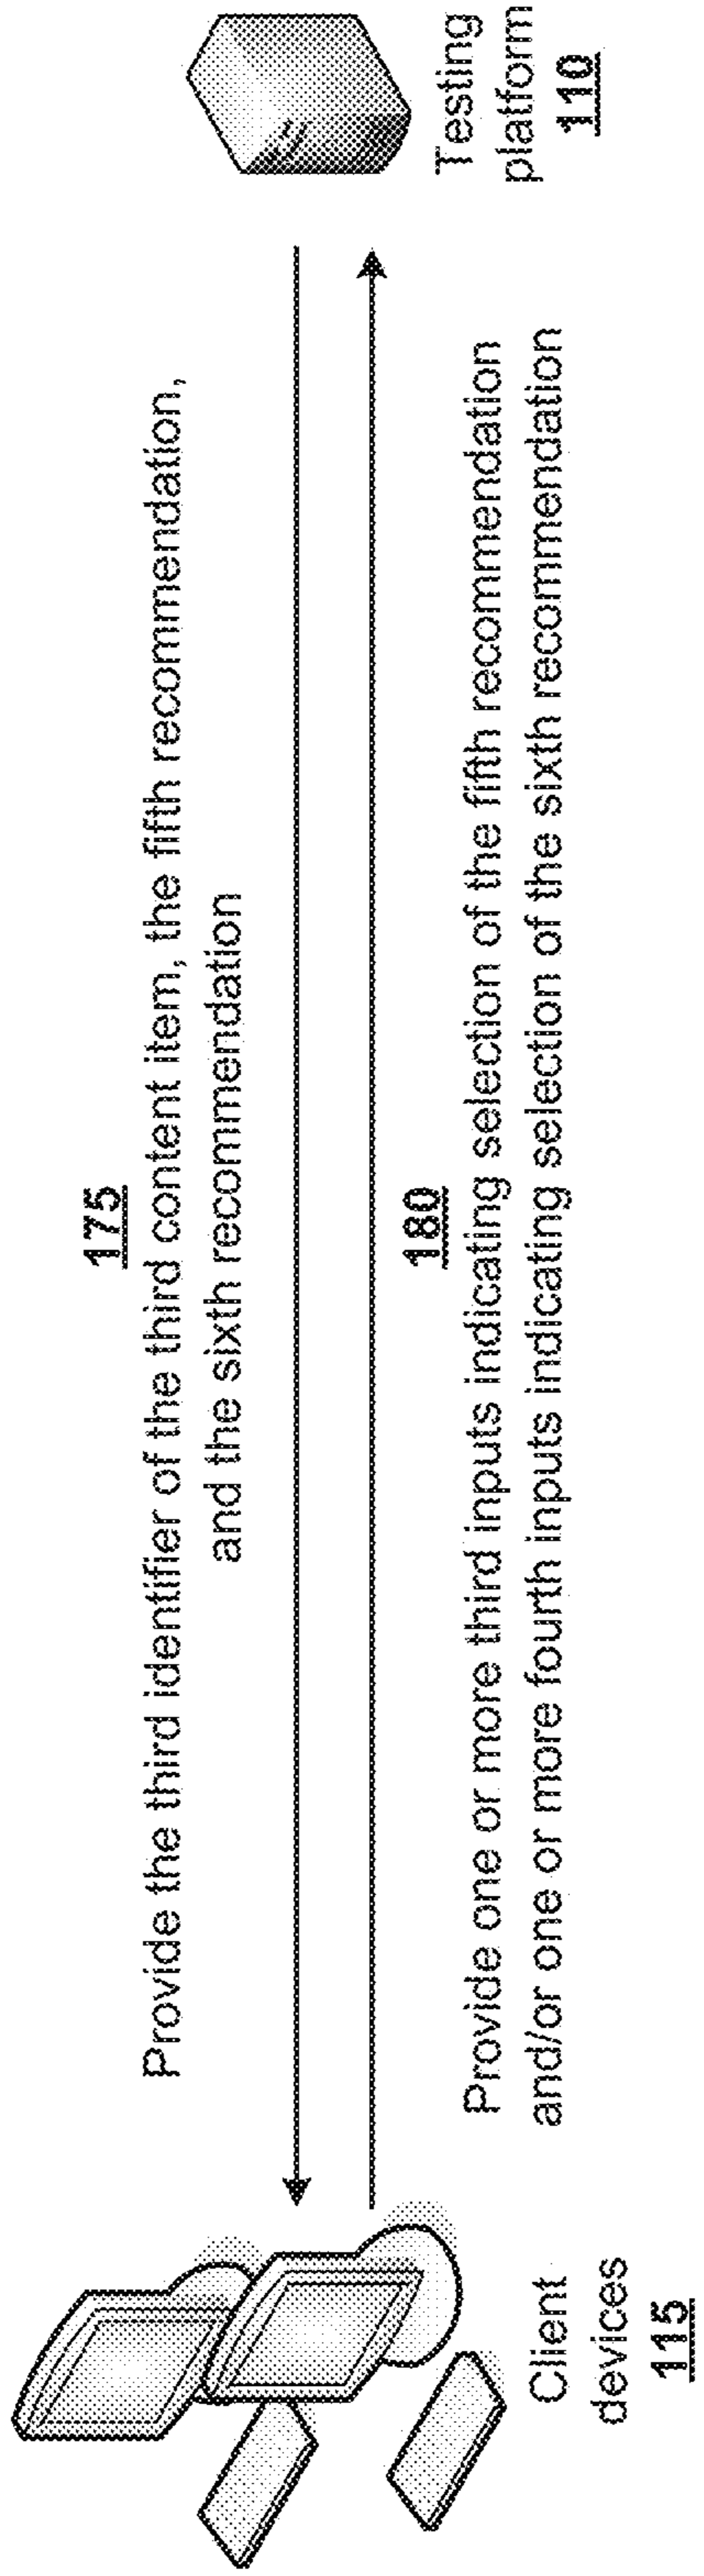 175
Provide the third identifier of the third content item, the fifth recommendation,
and the sixth recommendation
180
Provide one or more third inputs indicating selection of the fifth recommendation
and/or one or more fourth inputs indicating selection of the sixth recommendation
Client
devices
115
Testing
platform
110